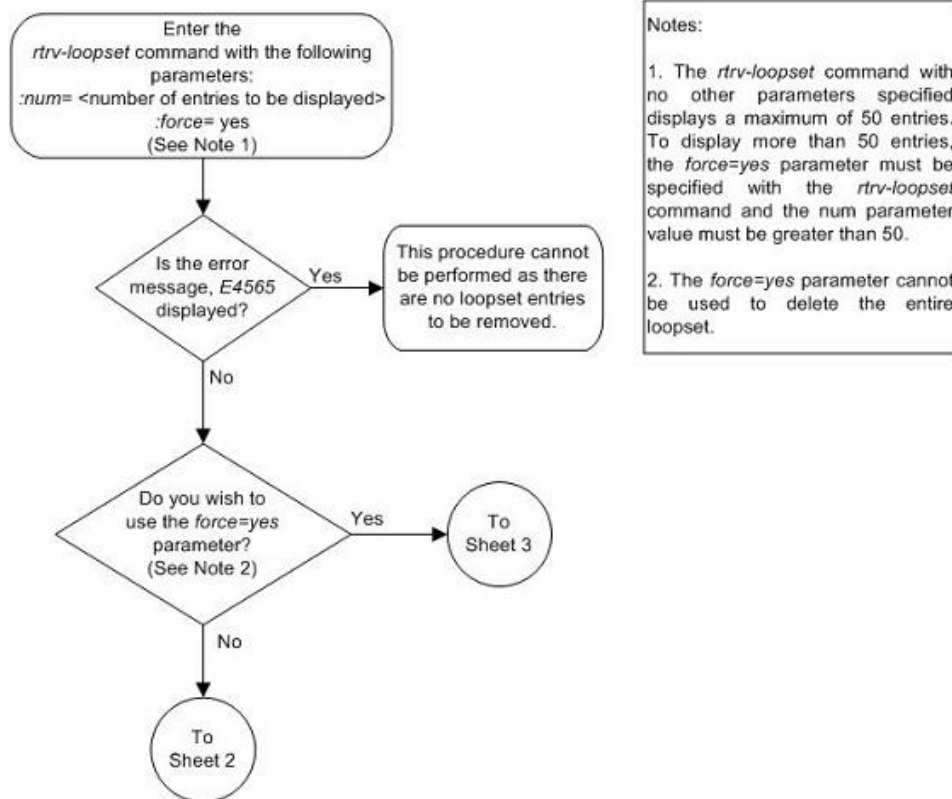 Enter the
rtrv-loopset command with the following
parameters:
:num= <number of entries to be displayed>
:force= yes
(See Note 1)
Is the error
message, E4565
displayed?
Yes
This procedure cannot
be performed as there
are no loopset entries
to be removed.
No
Do you wish to
use the force=yes
parameter?
(See Note 2)
Yes
To
Sheet 3
No
To
Sheet 2
Notes:
1. The rtrv-loopset command with
no other parameters specified
displays a maximum of 50 entries.
To display more than 50 entries,
the force=yes parameter must be
specified with the rtrv-loopset
command and the num parameter
value must be greater than 50.
2. The force=yes parameter cannot
be used to delete the entire
loopset.